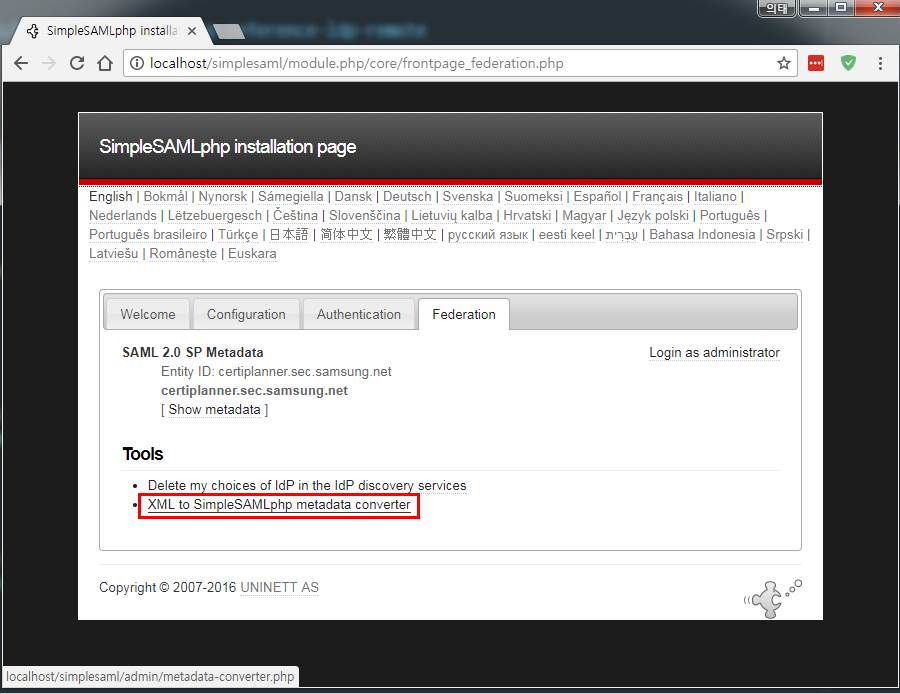 의태
SimpleSAMLphp installa
localhost/simplesaml/module.php/core/frontpage_federation.php
SimpleSAMLphp installation page
English | Bokmål | Nynorsk | Sámegiella | Dansk | Deutsch | Svenska | Suomeksi | Español | Français | Italiano |
Nederlands | Lëtzebuergesch | Čeština | Slovenščina | Lietuvių kalba | Hrvatski | Magyar | Język polski | Português |
Português brasileiro | Türkçe | 日本語 | 简体中文 | 繁體中文 | русский язык | eesti keel | עִבְרִית | Bahasa Indonesia | Srpski |
Latviešu | Românește | Euskara
Welcome Configuration Authentication Federation
SAML 2.0 SP Metadata Login as administrator
Entity ID: certiplanner.sec.samsung.net
certiplanner.sec.samsung.net
[ Show metadata ]
Tools
• Delete my choices of IdP in the IdP discovery services
• XML to SimpleSAMLphp metadata converter
Copyright © 2007-2016 UNINETT AS
localhost/simplesaml/admin/metadata-converter.php